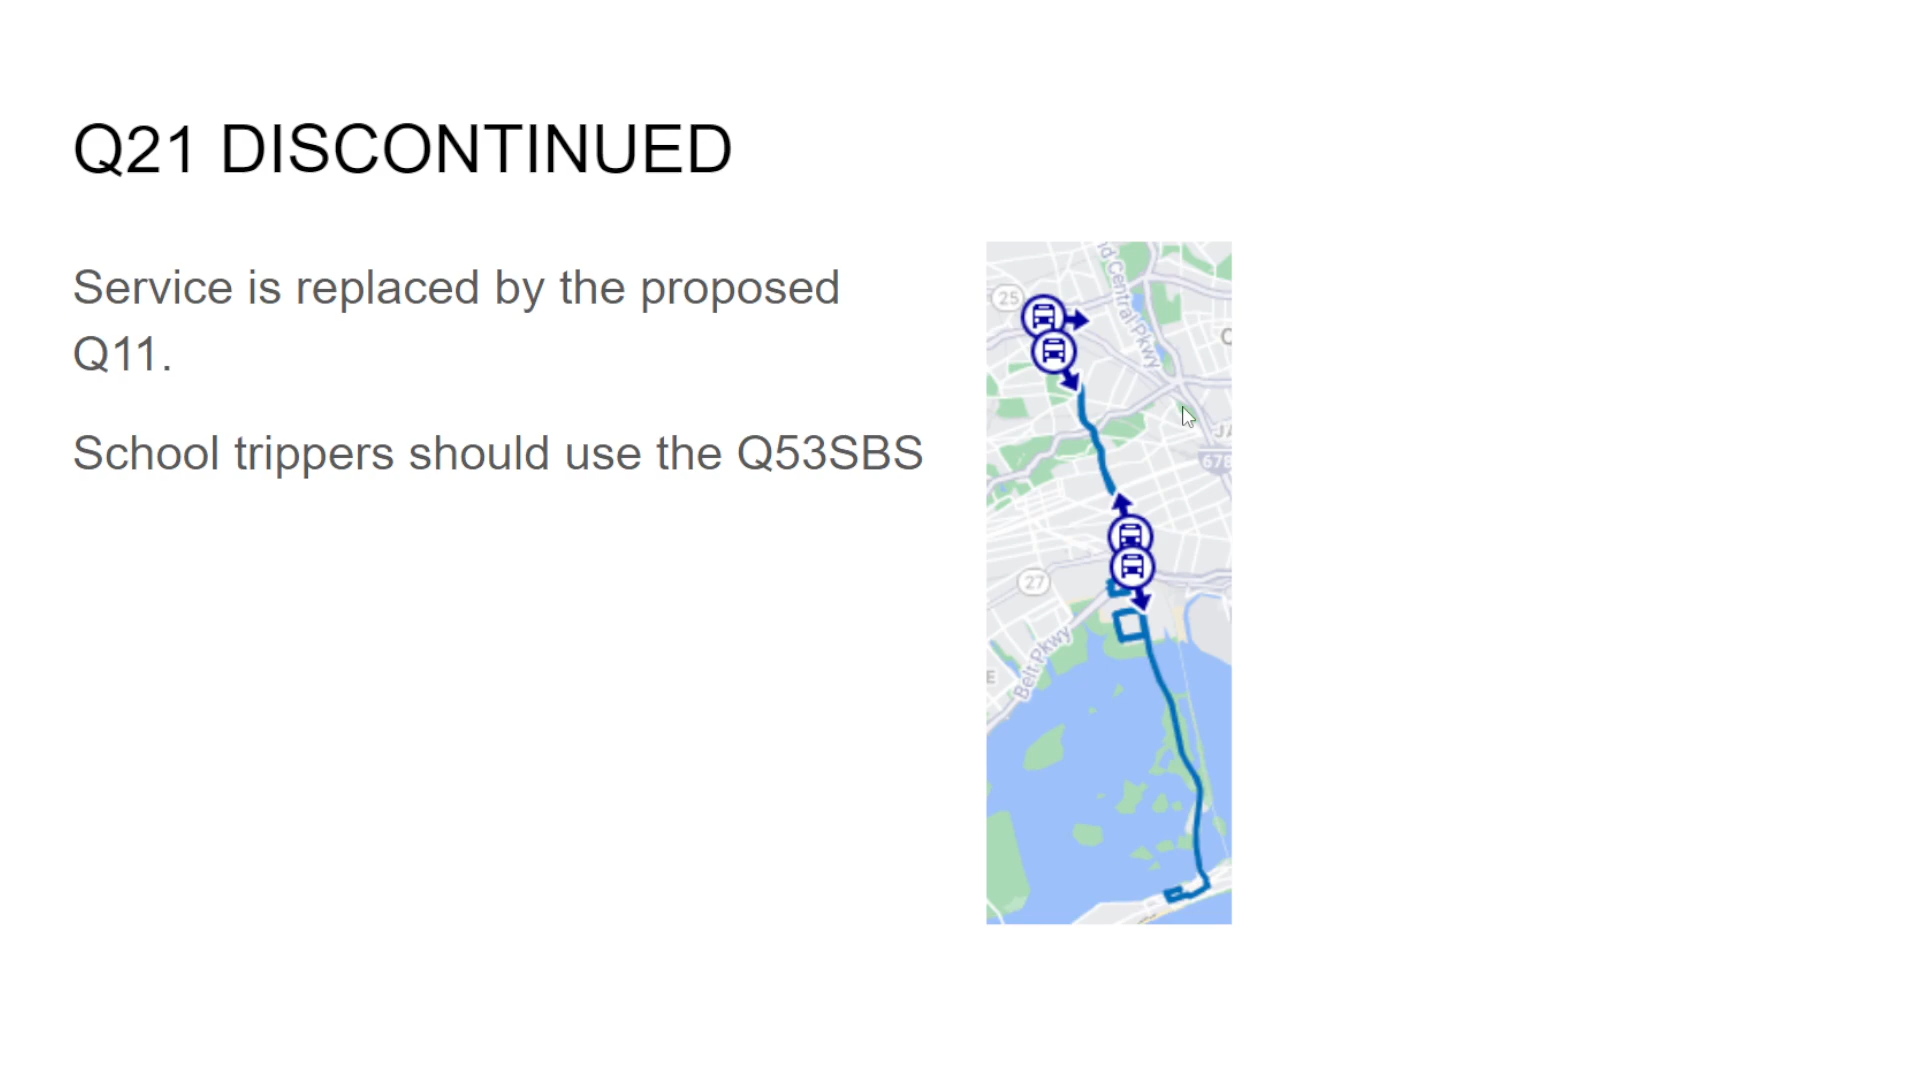 Q21 DISCONTINUED
Service is replaced by the proposed
Q11.
School trippers should use the Q53SBS
25
Central Pkwy
678
27
Belt Pkwy
E